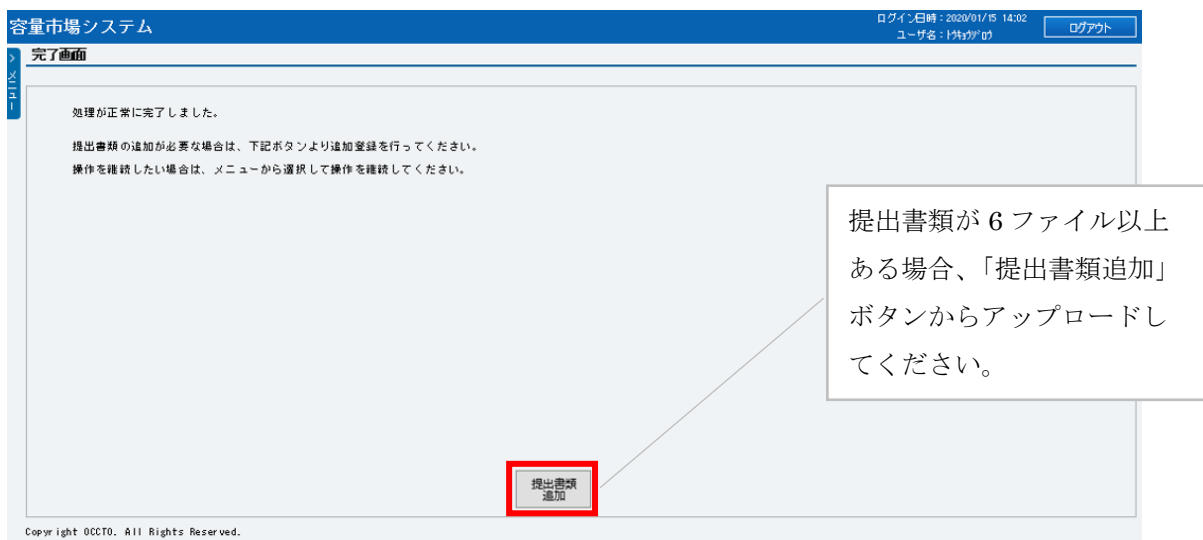 容量市場システム
ログイン日時：2020/01/15 14:02
ユーザ名：ﾄｳｷｮｳｼﾞﾛｳ
ログアウト
> メニュー
完了画面
処理が正常に完了しました。
提出書類の追加が必要な場合は、下記ボタンより追加登録を行ってください。
操作を継続したい場合は、メニューから選択して操作を継続してください。
提出書類が 6 ファイル以上
ある場合、「提出書類追加」
ボタンからアップロードし
てください。
提出書類
追加
Copyright OCCTO. All Rights Reserved.